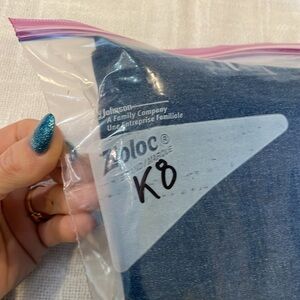 Johnson
A Family Company
Une Entreprise Familiale
Ziploc®
K8